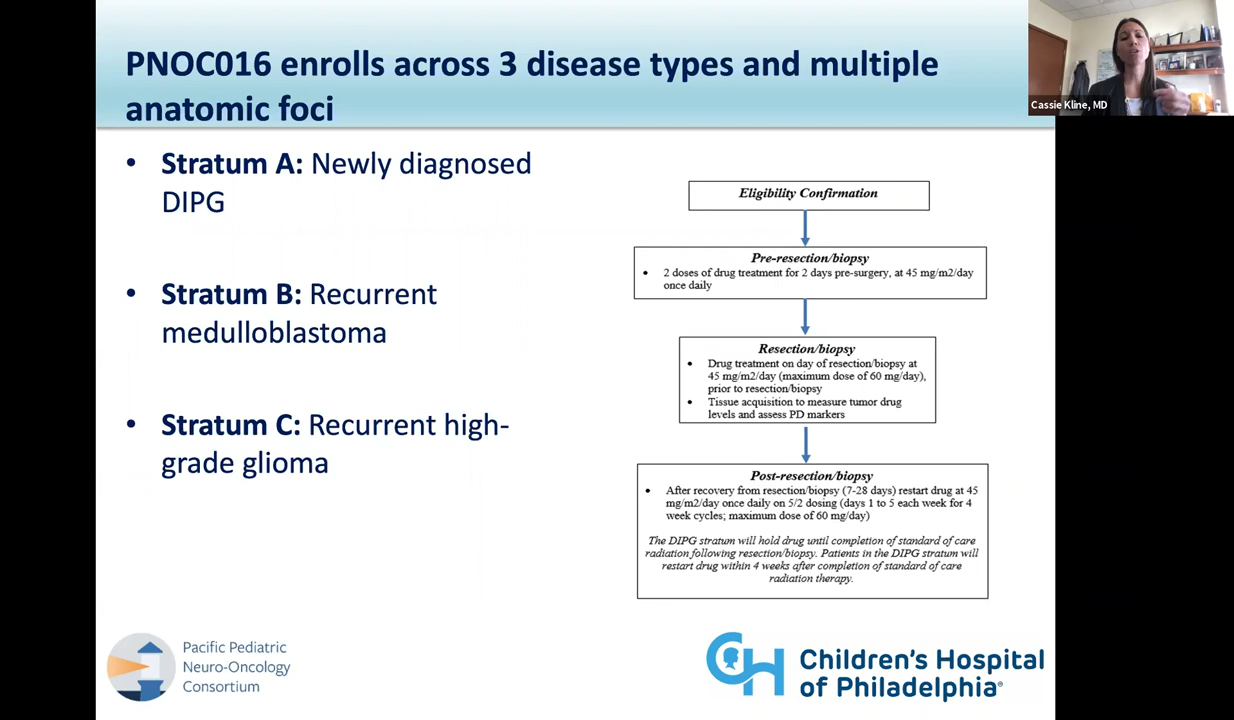 PNOC016 enrolls across 3 disease types and multiple
anatomic foci
Cassie Kline, MD
• Stratum A: Newly diagnosed
DIPG
• Stratum B: Recurrent
medulloblastoma
• Stratum C: Recurrent high-
grade glioma
Eligibility Confirmation
Pre-resection/biopsy
• 2 doses of drug treatment for 2 days pre-surgery, at 45 mg/m2/day
once daily
Resection/biopsy
• Drug treatment on day of resection/biopsy at
45 mg/m2/day (maximum dose of 60 mg/day),
prior to resection/biopsy
• Tissue acquisition to measure tumor drug
levels and assess PD markers
Post-resection/biopsy
• After recovery from resection/biopsy (7-28 days) restart drug at 45
mg/m2/day once daily on 5/2 dosing (days 1 to 5 each week for 4
week cycles; maximum dose of 60 mg/day)
The DIPG stratum will hold drug until completion of standard of care
radiation following resection/biopsy. Patients in the DIPG stratum will
restart drug within 4 weeks after completion of standard of care
radiation therapy.
Pacific Pediatric
Neuro-Oncology
Consortium
CH
Children's Hospital
of Philadelphia®